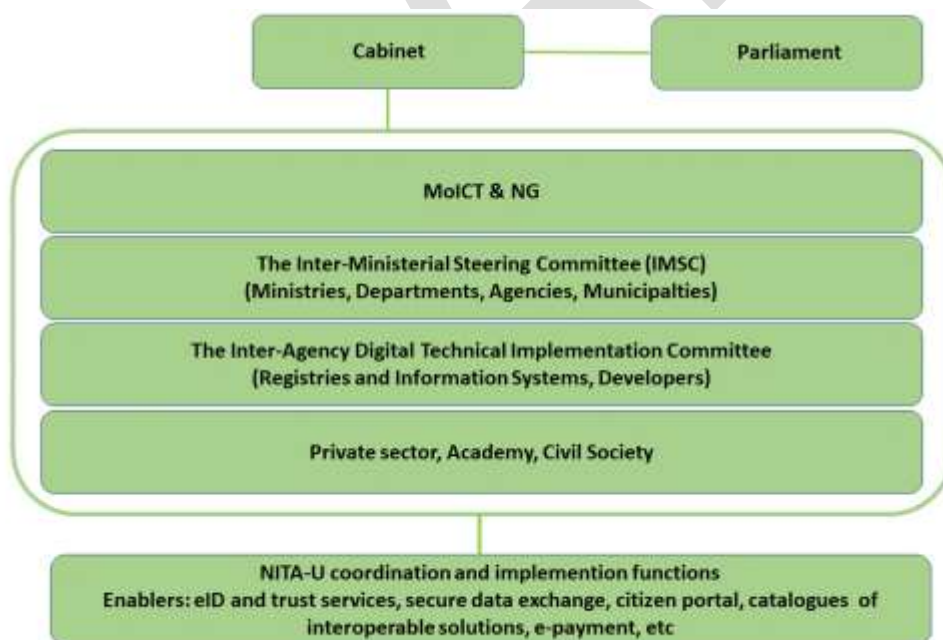 Cabinet
Parliament
MoICT & NG
The Inter-Ministerial Steering Committee (IMSC)
(Ministries, Departments, Agencies, Municipalties)
The Inter-Agency Digital Technical Implementation Committee
(Registries and Information Systems, Developers)
Private sector, Academy, Civil Society
NITA-U coordination and implemention functions
Enablers: eID and trust services, secure data exchange, citizen portal, catalogues of
interoperable solutions, e-payment, etc